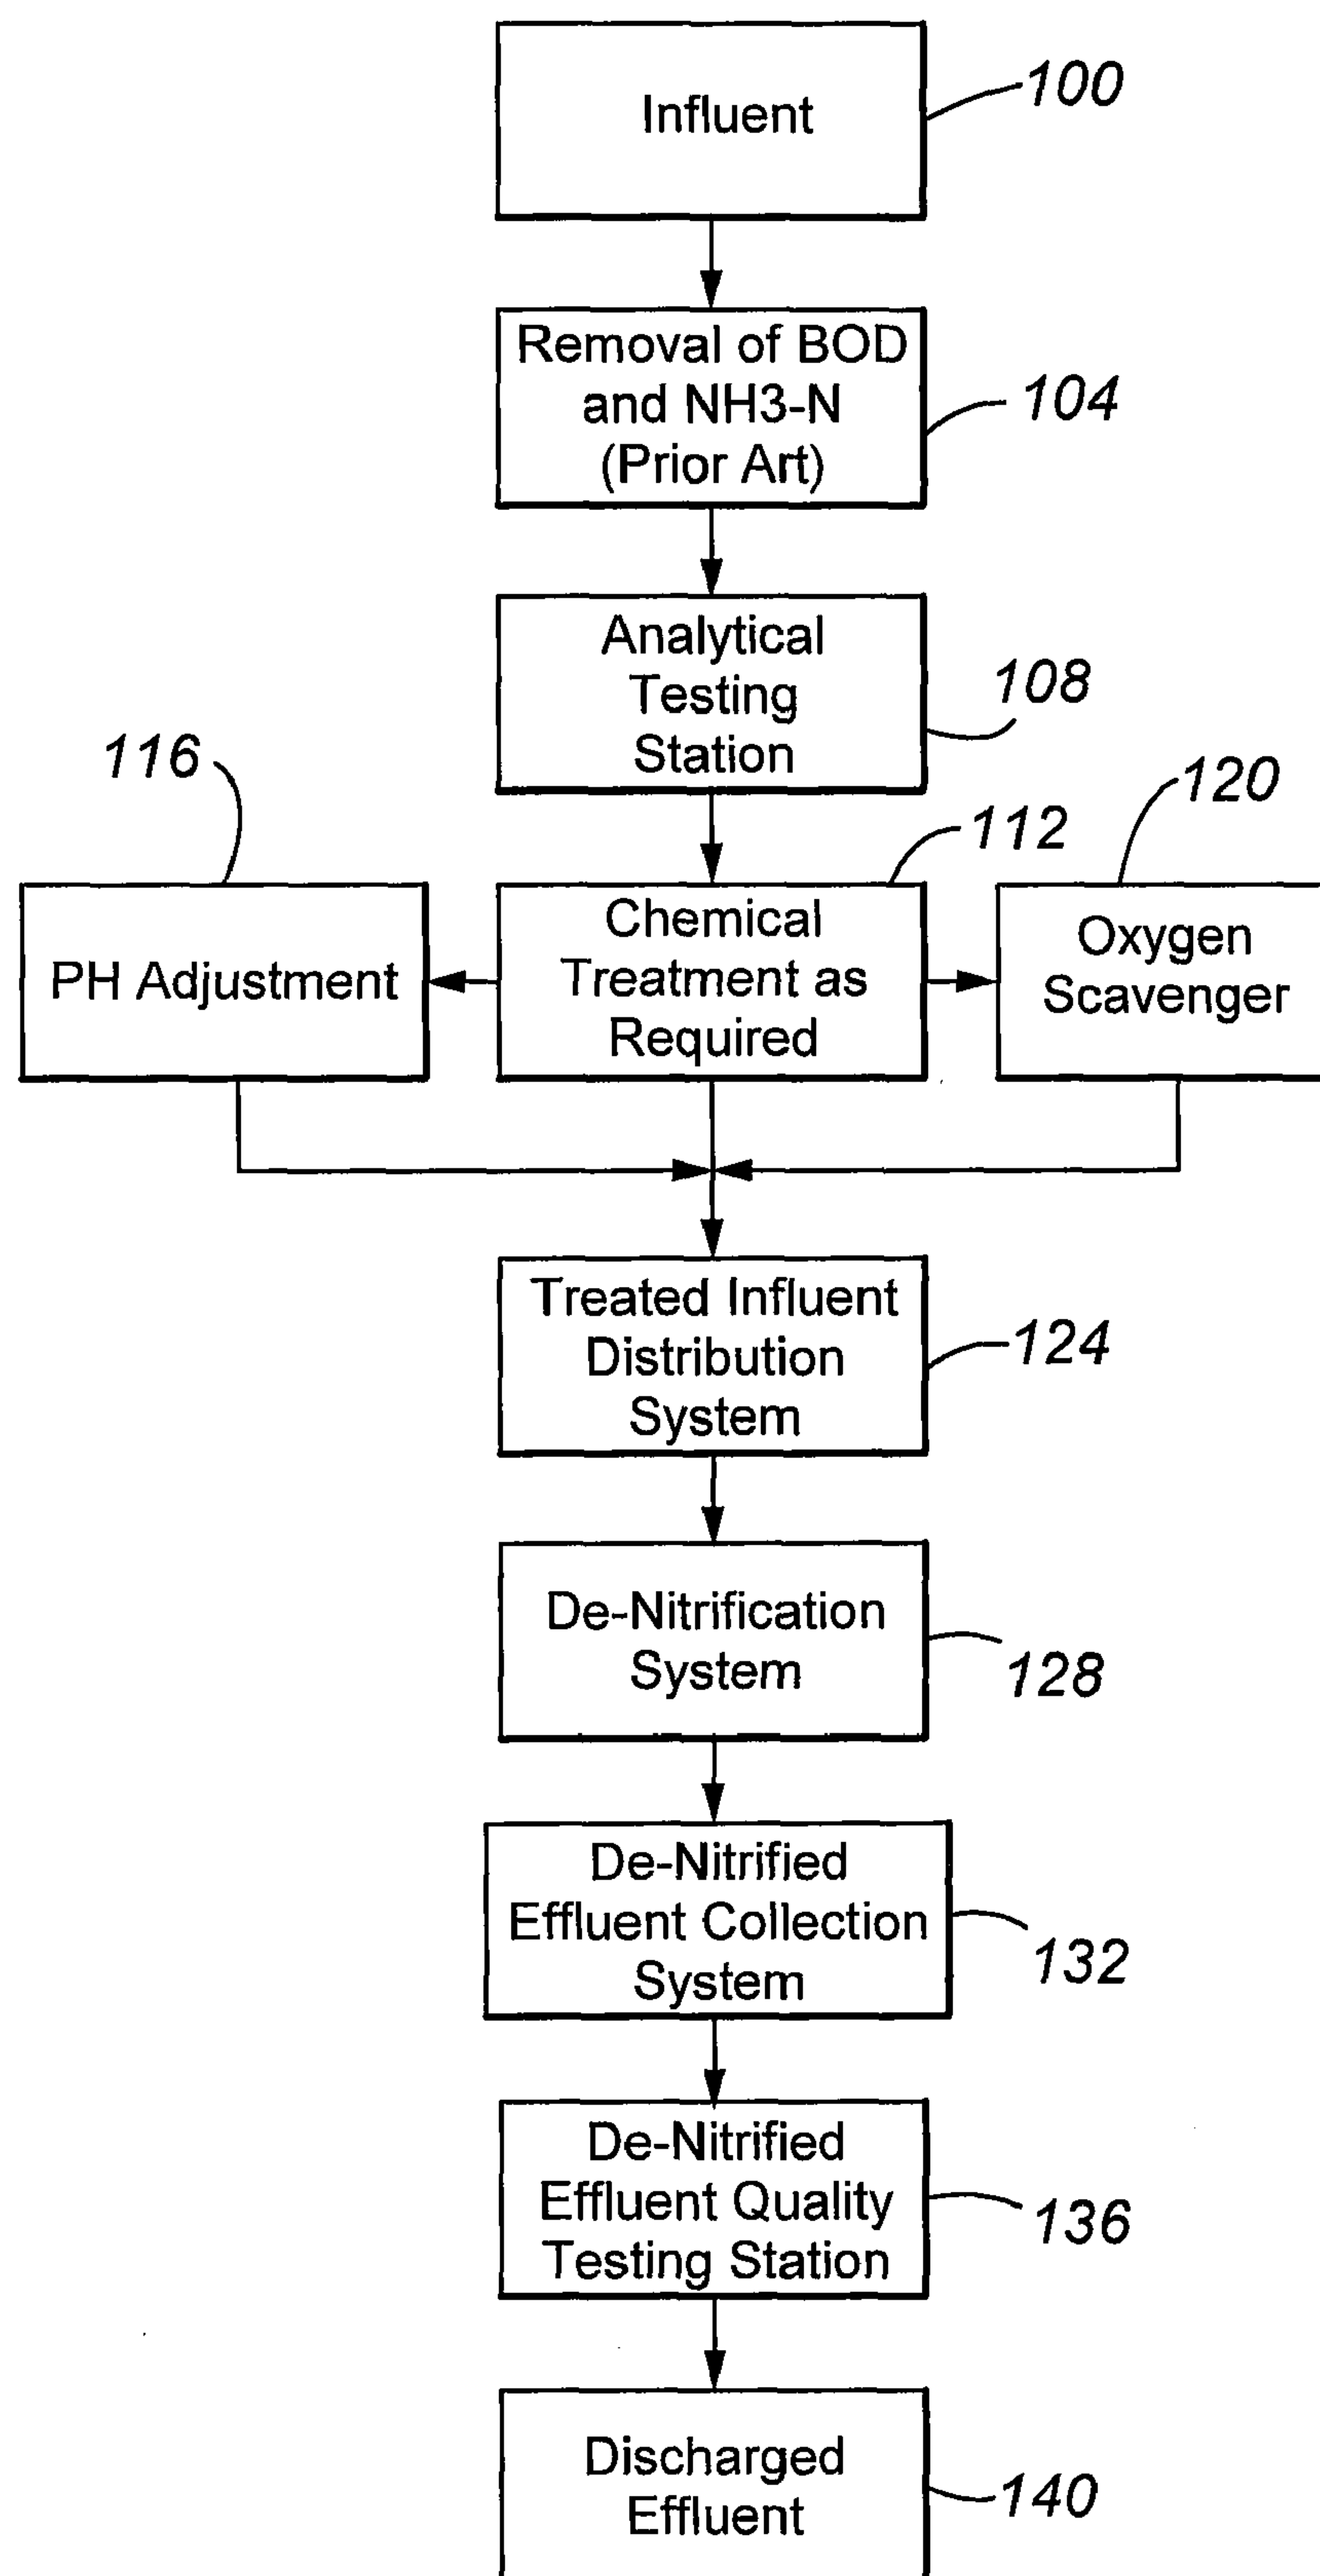 Influent
100
Removal of BOD
and NH3-N
(Prior Art)
104
Analytical
Testing
Station
108
116
PH Adjustment
Chemical
Treatment as
Required
112
120
Oxygen
Scavenger
Treated Influent
Distribution
System
124
De-Nitrification
System
128
De-Nitrified
Effluent Collection
System
132
De-Nitrified
Effluent Quality
Testing Station
136
Discharged
Effluent
140